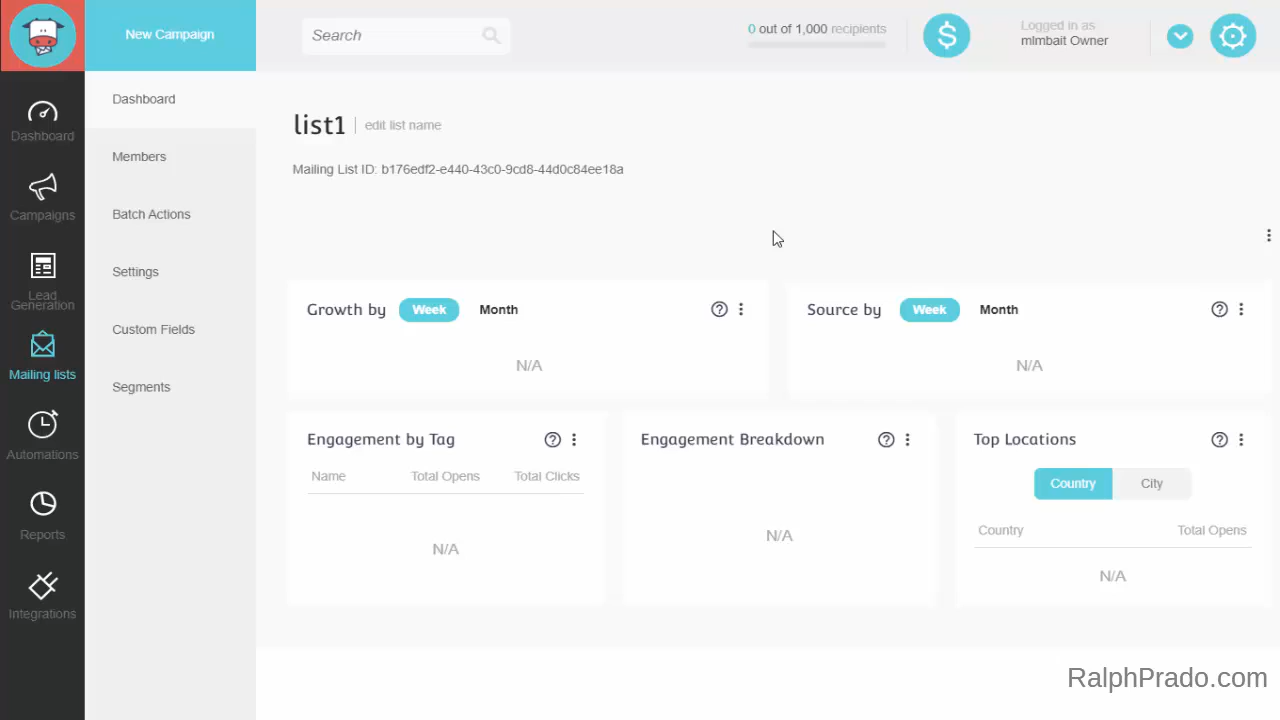 New Campaign
Search
0 out of 1,000 recipients
$
Logged in as
mlmbait Owner
Dashboard
Campaigns
Lead
Generation
Mailing lists
Automations
Reports
Integrations
Dashboard
Members
Batch Actions
Settings
Custom Fields
Segments
list1 | edit list name
Mailing List ID: b176edf2-e440-43c0-9cd8-44d0c84ee18a
Growth by Week Month ?
N/A
Source by Week Month ?
N/A
Engagement by Tag ?
Name Total Opens Total Clicks
N/A
Engagement Breakdown ?
N/A
Top Locations ?
Country City
Country Total Opens
N/A
RalphPrado.com